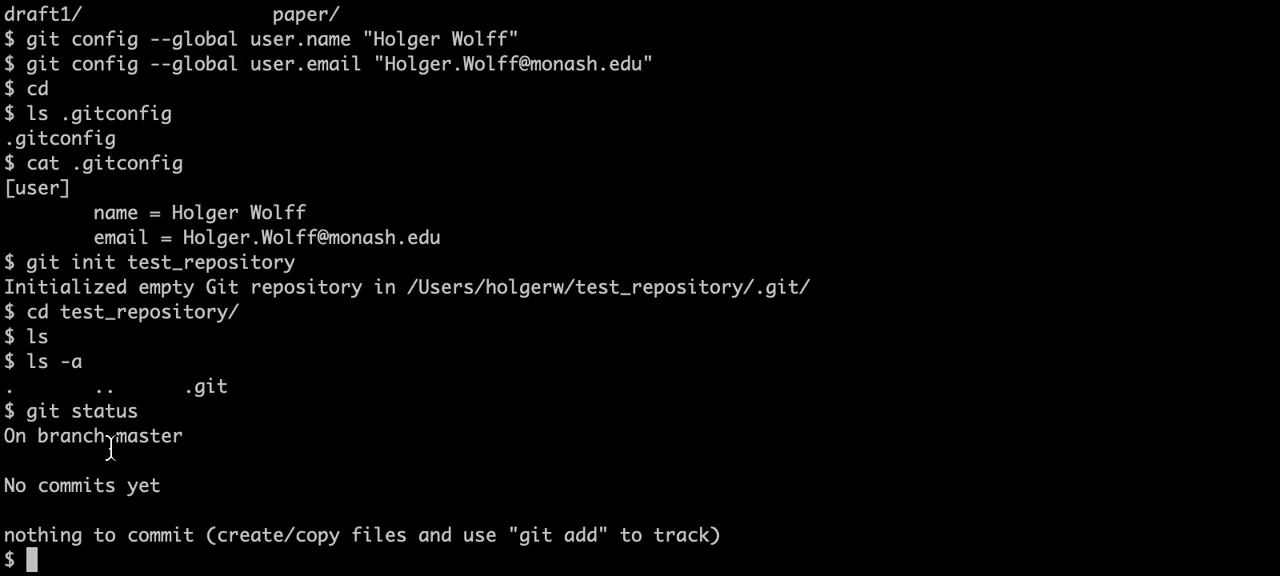 draft1/ paper/
$ git config --global user.name "Holger Wolff"
$ git config --global user.email "Holger.Wolff@monash.edu"
$ cd
$ ls .gitconfig
.gitconfig
$ cat .gitconfig
[user]
name = Holger Wolff
email = Holger.Wolff@monash.edu
$ git init test_repository
Initialized empty Git repository in /Users/holgerw/test_repository/.git/
$ cd test_repository/
$ ls
$ ls -a
. .. .git
$ git status
On branch master
No commits yet
nothing to commit (create/copy files and use "git add" to track)
$